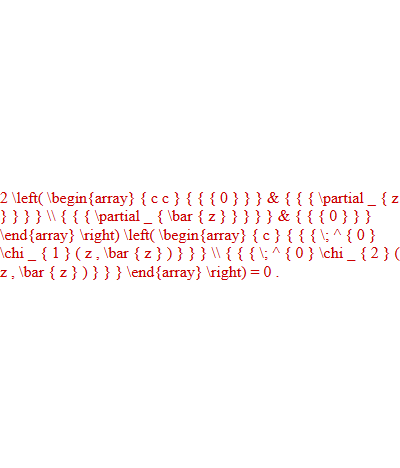 2 \left( \begin{array} { c c } { { { 0 } } } & { { { \partial _ { z
} } } } \\ { { { \partial _ { \bar { z } } } } } & { { { 0 } } }
\end{array} \right) \left( \begin{array} { c } { { { \; ^ { 0 }
\chi _ { 1 } ( z , \bar { z } ) } } } \\ { { { \; ^ { 0 } \chi _ { 2 } (
z , \bar { z } ) } } } \end{array} \right) = 0 .